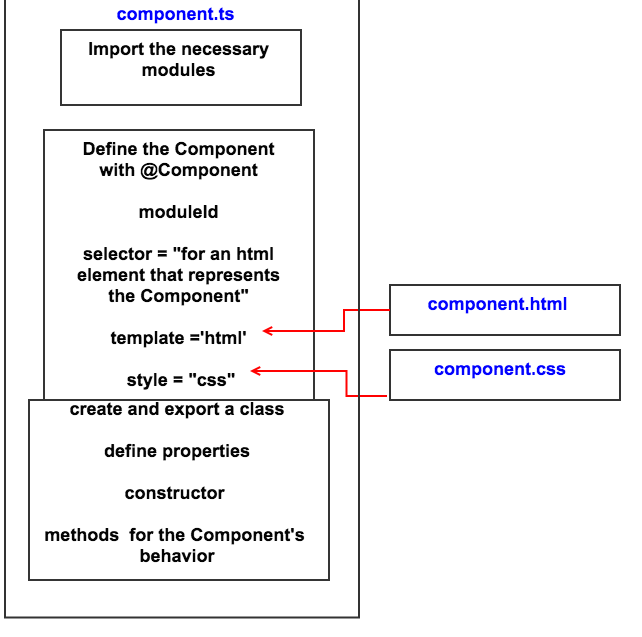 component.ts
Import the necessary
modules
Define the Component
with @Component
moduleId
selector = "for an html
element that represents
the Component"
template ='html'
style = "css"
create and export a class
define properties
constructor
methods  for the Component's
behavior
component.html
component.css